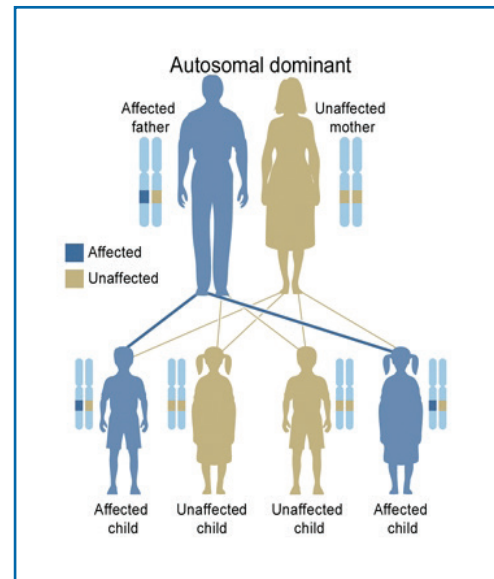 Autosomal dominant
Affected
father
Unaffected
mother
Affected
Unaffected
Affected
child
Unaffected
child
Unaffected
child
Affected
child